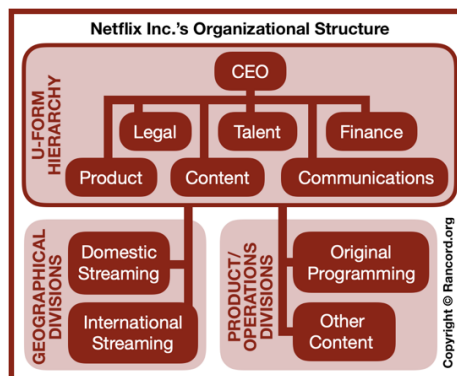 Netflix Inc.'s Organizational Structure
U-FORM
HIERARCHY
CEO
Legal
Talent
Finance
Product
Content
Communications
GEOGRAPHICAL
DIVISIONS
Domestic
Streaming
International
Streaming
PRODUCT/
OPERATIONS
DIVISIONS
Original
Programming
Other
Content
Copyright © Rancord.org